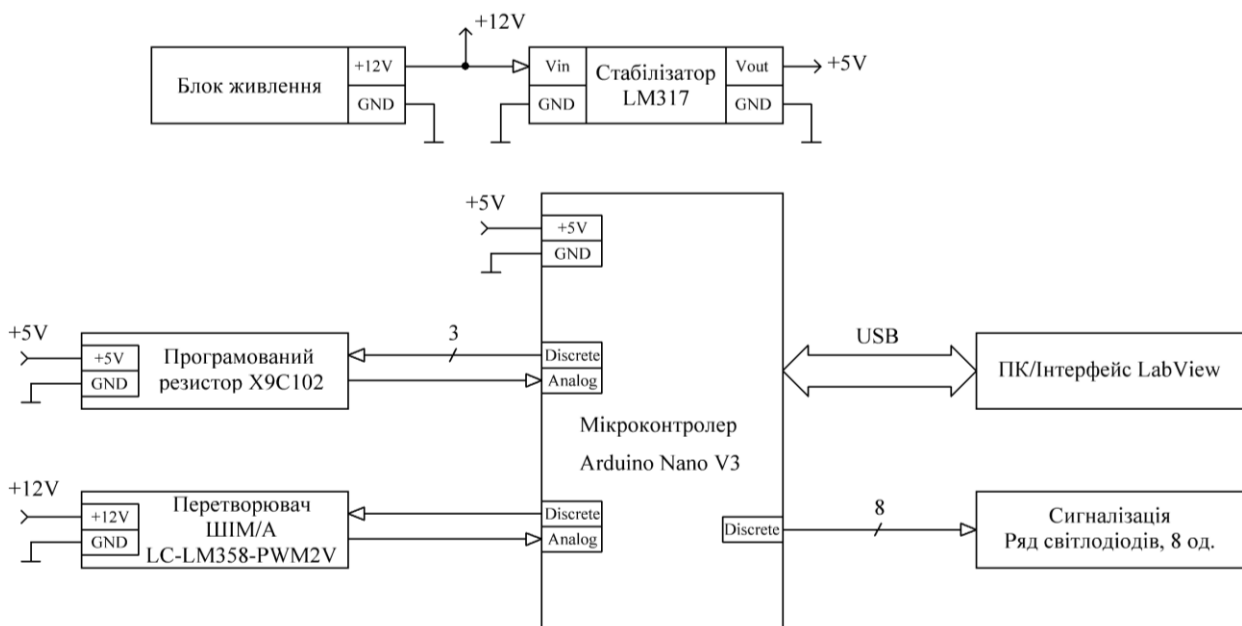 +12V
Блок живлення
+12V
GND
Vin
GND
Стабілізатор
LM317
Vout
GND
+5V
+5V
+5V
GND
+5V
+5V
GND
Програмований
резистор X9C102
3
Discrete
Analog
USB
ПК/Інтерфейс LabView
Мікроконтролер
Arduino Nano V3
+12V
+12V
GND
Перетворювач
ШІМ/А
LC-LM358-PWM2V
Discrete
Analog
Discrete
8
Сигналізація
Ряд світлодіодів, 8 од.